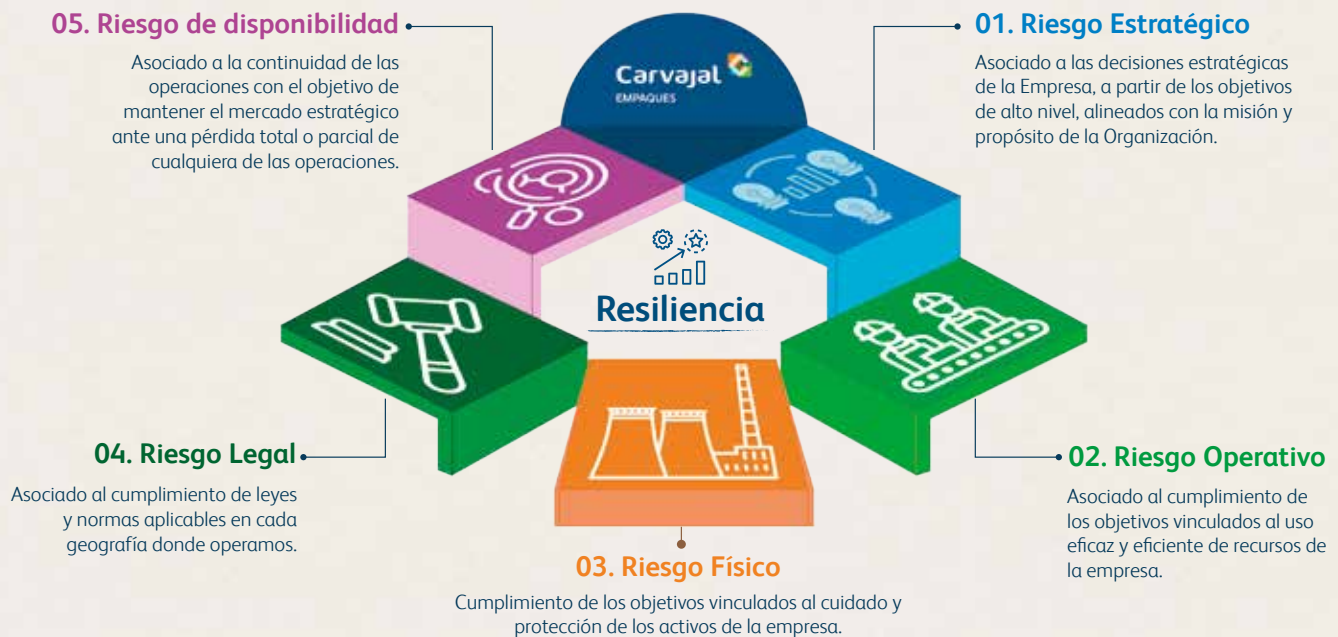 05. Riesgo de disponibilidad
Asociado a la continuidad de las
operaciones con el objetivo de
mantener el mercado estratégico
ante una pérdida total o parcial de
cualquiera de las operaciones.
Carvajal
EMPAQUES
01. Riesgo Estratégico
Asociado a las decisiones estratégicas
de la Empresa, a partir de los objetivos
de alto nivel, alineados con la misión y
propósito de la Organización.
Resiliencia
04. Riesgo Legal
Asociado al cumplimiento de leyes
y normas aplicables en cada
geografía donde operamos.
02. Riesgo Operativo
Asociado al cumplimiento de
los objetivos vinculados al uso
eficaz y eficiente de recursos de
la empresa.
03. Riesgo Físico
Cumplimiento de los objetivos vinculados al cuidado y
protección de los activos de la empresa.